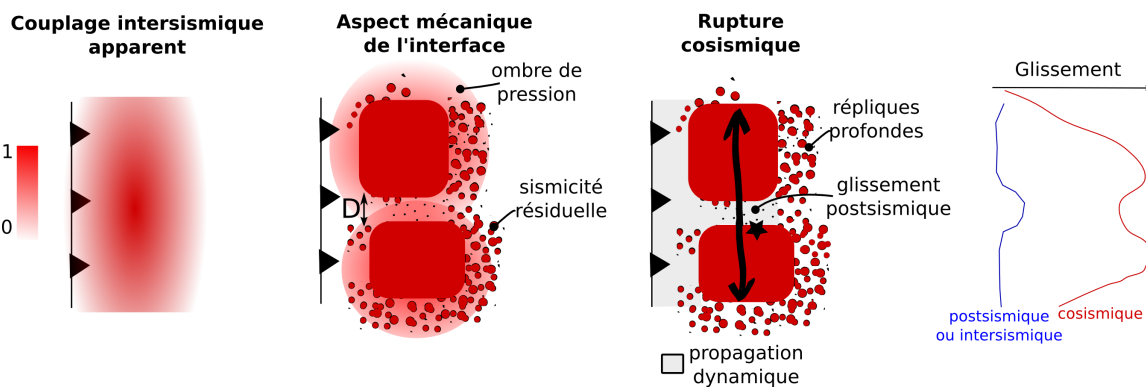 Couplage intersismique
apparent
1
0
Aspect mécanique
de l'interface
ombre de
pression
sismicité
résiduelle
D
Rupture
cosismique
répliques
profondes
glissement
postsismique
propagation
dynamique
Glissement
postsismique
ou intersismique
cosismique